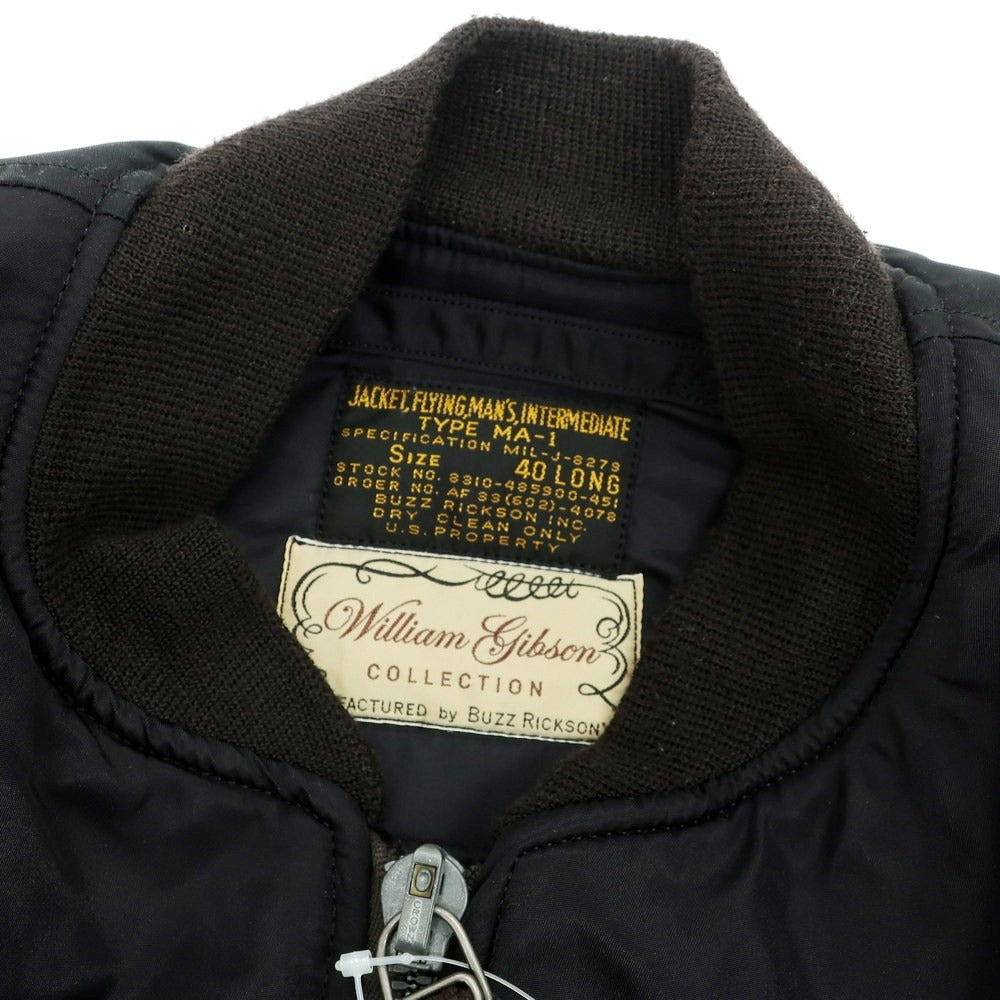 JACKET, FLYING, MAN'S, INTERMEDIATE
TYPE MA-1
SPECIFICATION MIL-J-8279
SIZE 40 LONG
STOCK NO. 8310-485900-451
ORDER NO. AF 33(602)-4078
BUZZ RICKSON INC.
DRY CLEAN ONLY
U.S. PROPERTY
William Gibson
COLLECTION
FACTURED by BUZZ RICKSON
CROWN